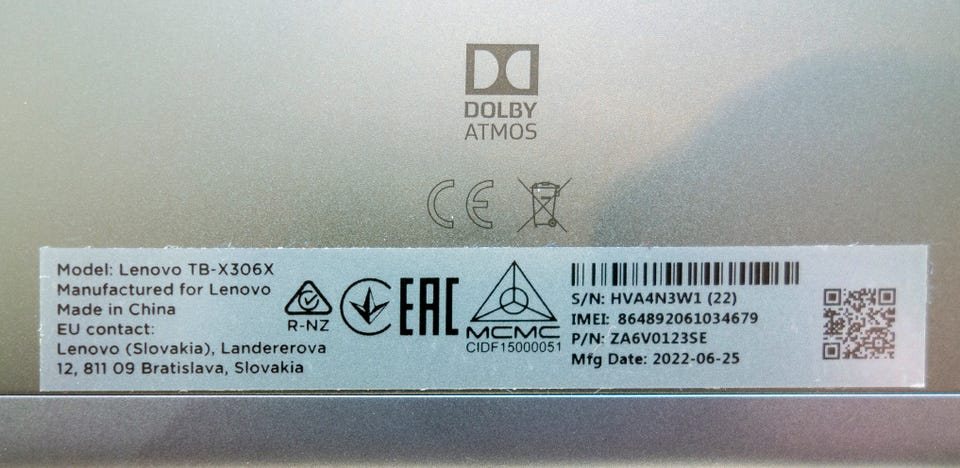 DOLBY
ATMOS
CE
Model: Lenovo TB-X306X
Manufactured for Lenovo
Made in China
EU contact:
Lenovo (Slovakia), Landererova
12, 811 09 Bratislava, Slovakia
R-NZ
EAC
MCMC
CIDF15000051
S/N: HVA4N3W1 (22)
IMEI: 864892061034679
P/N: ZA6V0123SE
Mfg Date: 2022-06-25